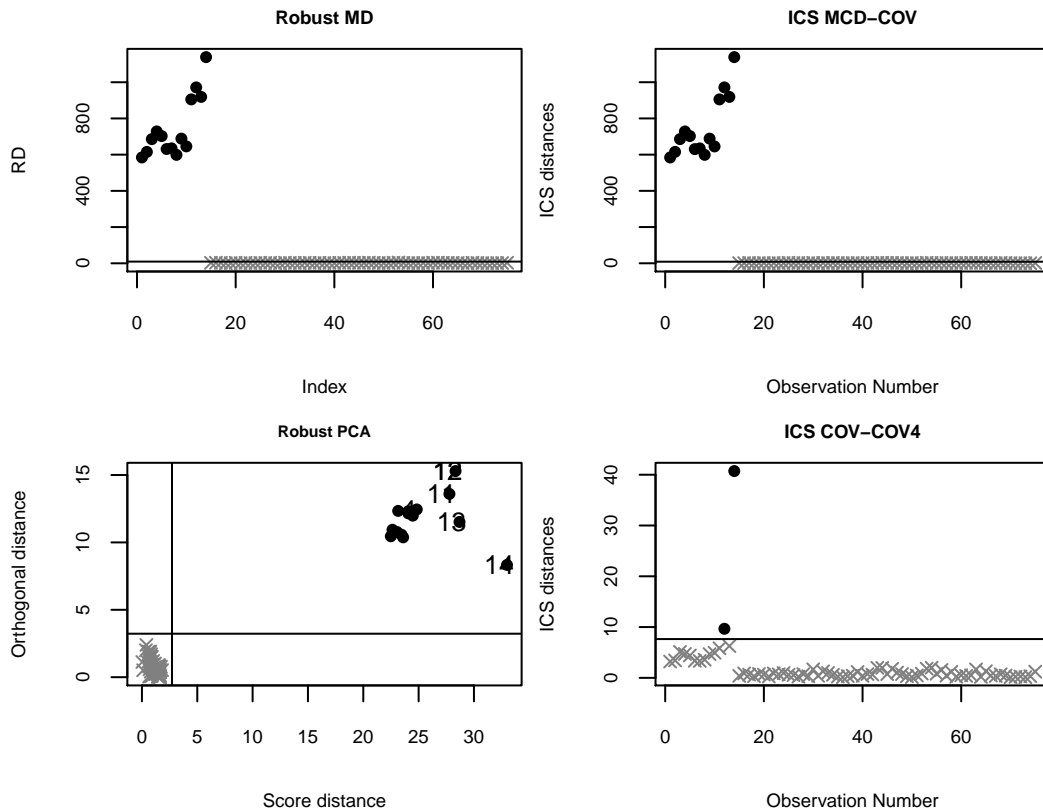 Robust MD
RD
0
400
800
0 20 40 60
Index
ICS MCD−COV
ICS distances
0
400
800
0 20 40 60
Observation Number
Robust PCA
Orthogonal distance
0
5
10
15
12
11
13
14
0 5 10 15 20 25 30
Score distance
ICS COV−COV4
ICS distances
0
10
20
30
40
0 20 40 60
Observation Number